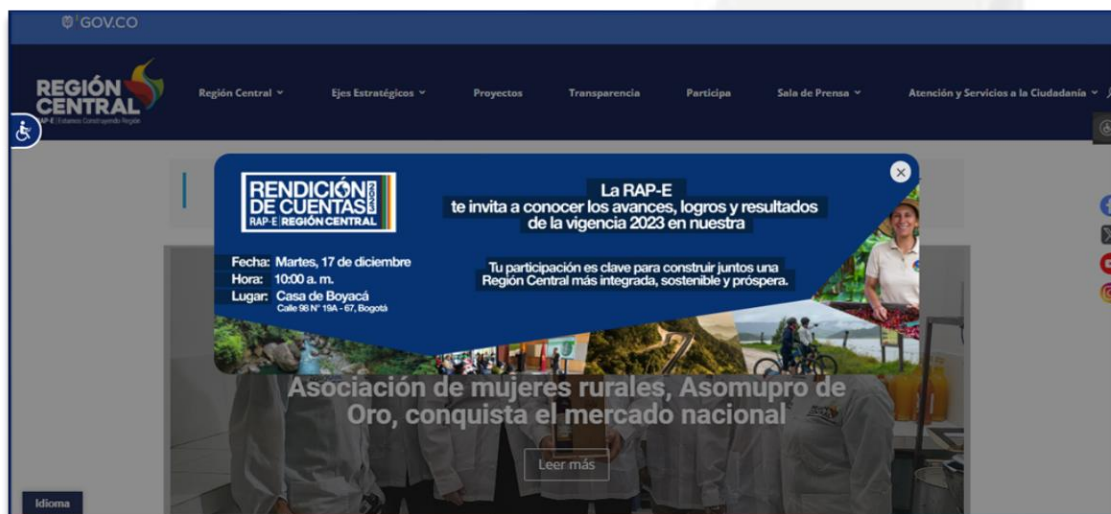 GOV.CO
REGIÓN
CENTRAL
RAP-E | Estamos Construyendo Región
Región Central
Ejes Estratégicos
Proyectos
Transparencia
Participa
Sala de Prensa
Atención y Servicios a la Ciudadanía
RENDICIÓN
DE CUENTAS
RAP-E REGIÓN CENTRAL
La RAP-E
te invita a conocer los avances, logros y resultados
de la vigencia 2023 en nuestra
Fecha: Martes, 17 de diciembre
Hora: 10:00 a. m.
Lugar: Casa de Boyacá
Calle 98 N° 19A - 67, Bogotá
Tu participación es clave para construir juntos una
Región Central más integrada, sostenible y próspera.
Asociación de mujeres rurales, Asomupro de
Oro, conquista el mercado nacional
Leer más
Idioma